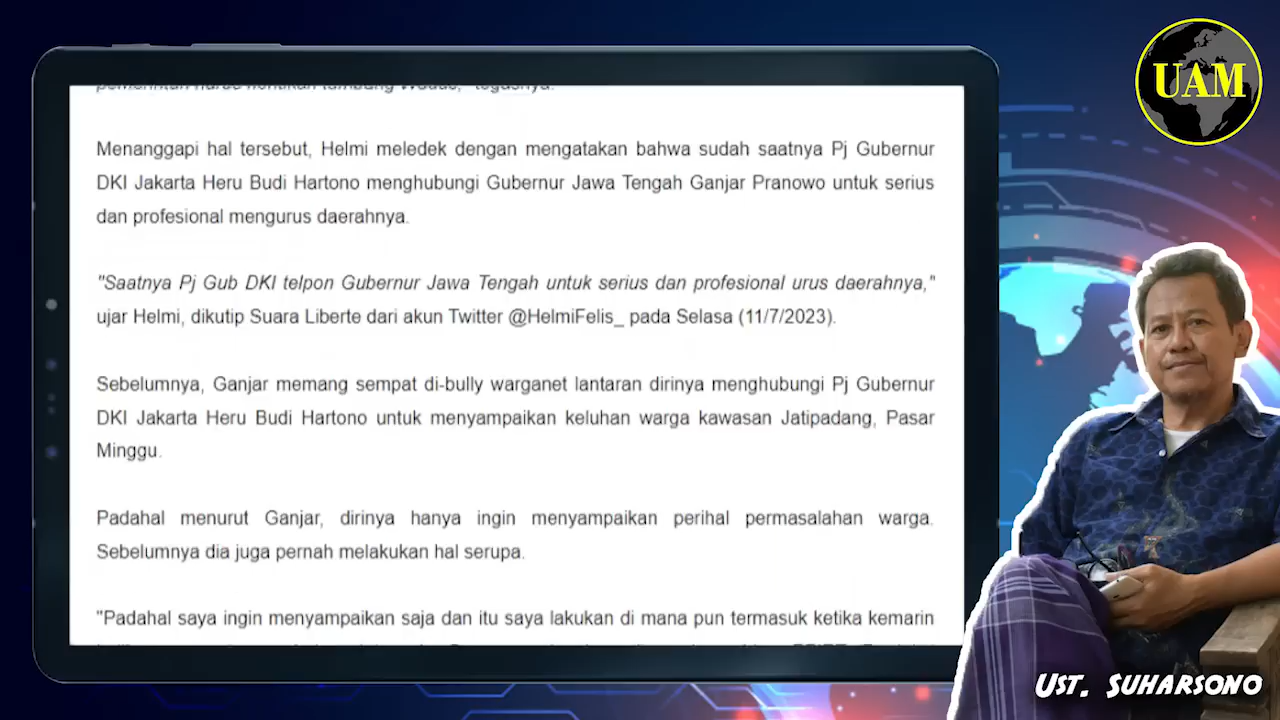 Menanggapi hal tersebut, Helmi meledek dengan mengatakan bahwa sudah saatnya Pj Gubernur
DKI Jakarta Heru Budi Hartono menghubungi Gubernur Jawa Tengah Ganjar Pranowo untuk serius
dan profesional mengurus daerahnya.
"Saatnya Pj Gub DKI telpon Gubernur Jawa Tengah untuk serius dan profesional urus daerahnya,"
ujar Helmi, dikutip Suara Liberte dari akun Twitter @HelmiFelis_ pada Selasa (11/7/2023).
Sebelumnya, Ganjar memang sempat di-bully warganet lantaran dirinya menghubungi Pj Gubernur
DKI Jakarta Heru Budi Hartono untuk menyampaikan keluhan warga kawasan Jatipadang, Pasar
Minggu.
Padahal menurut Ganjar, dirinya hanya ingin menyampaikan perihal permasalahan warga.
Sebelumnya dia juga pernah melakukan hal serupa.
"Padahal saya ingin menyampaikan saja dan itu saya lakukan di mana pun termasuk ketika kemarin
UAM
UST. SUHARSONO